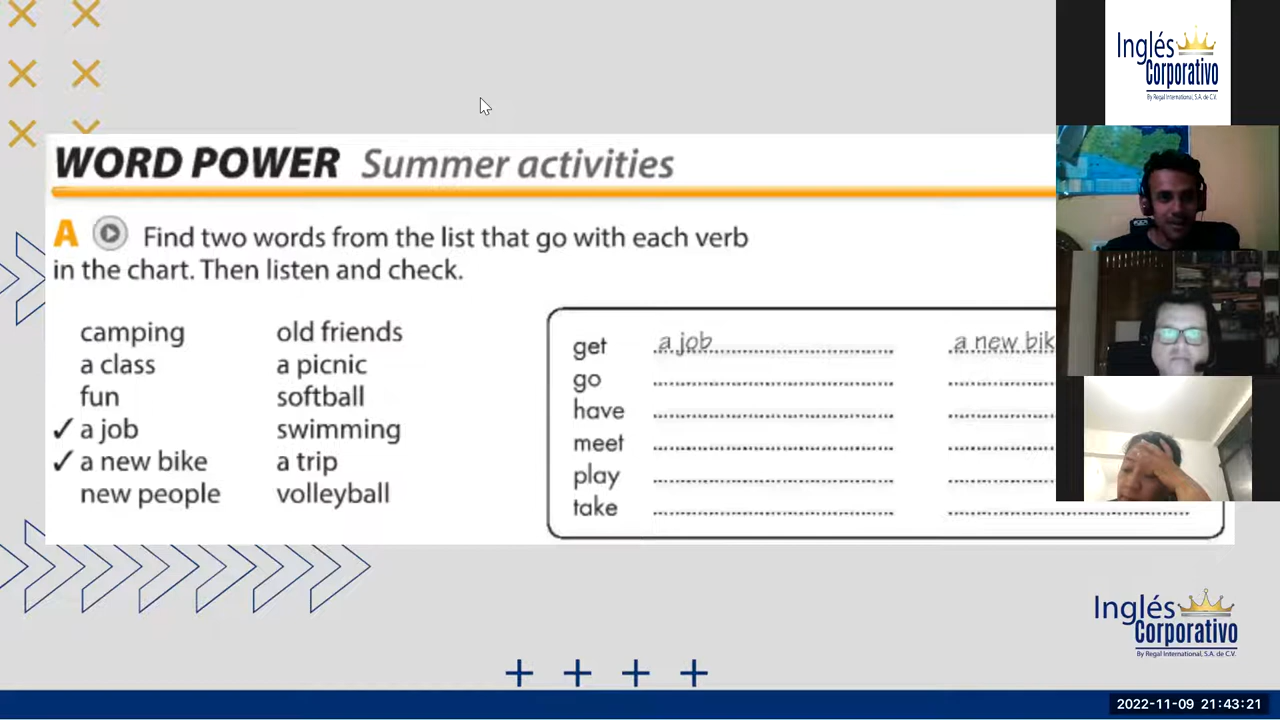 Inglés
Corporativo
By Regal International, S.A. de C.V.
WORD POWER Summer activities
A Find two words from the list that go with each verb
in the chart. Then listen and check.
camping old friends
a class a picnic
fun softball
✓ a job swimming
✓ a new bike a trip
new people volleyball
get a job a new bik
go
have
meet
play
take
Inglés
Corporativo
By Regal International, S.A. de C.V.
2022-11-09 21:43:21